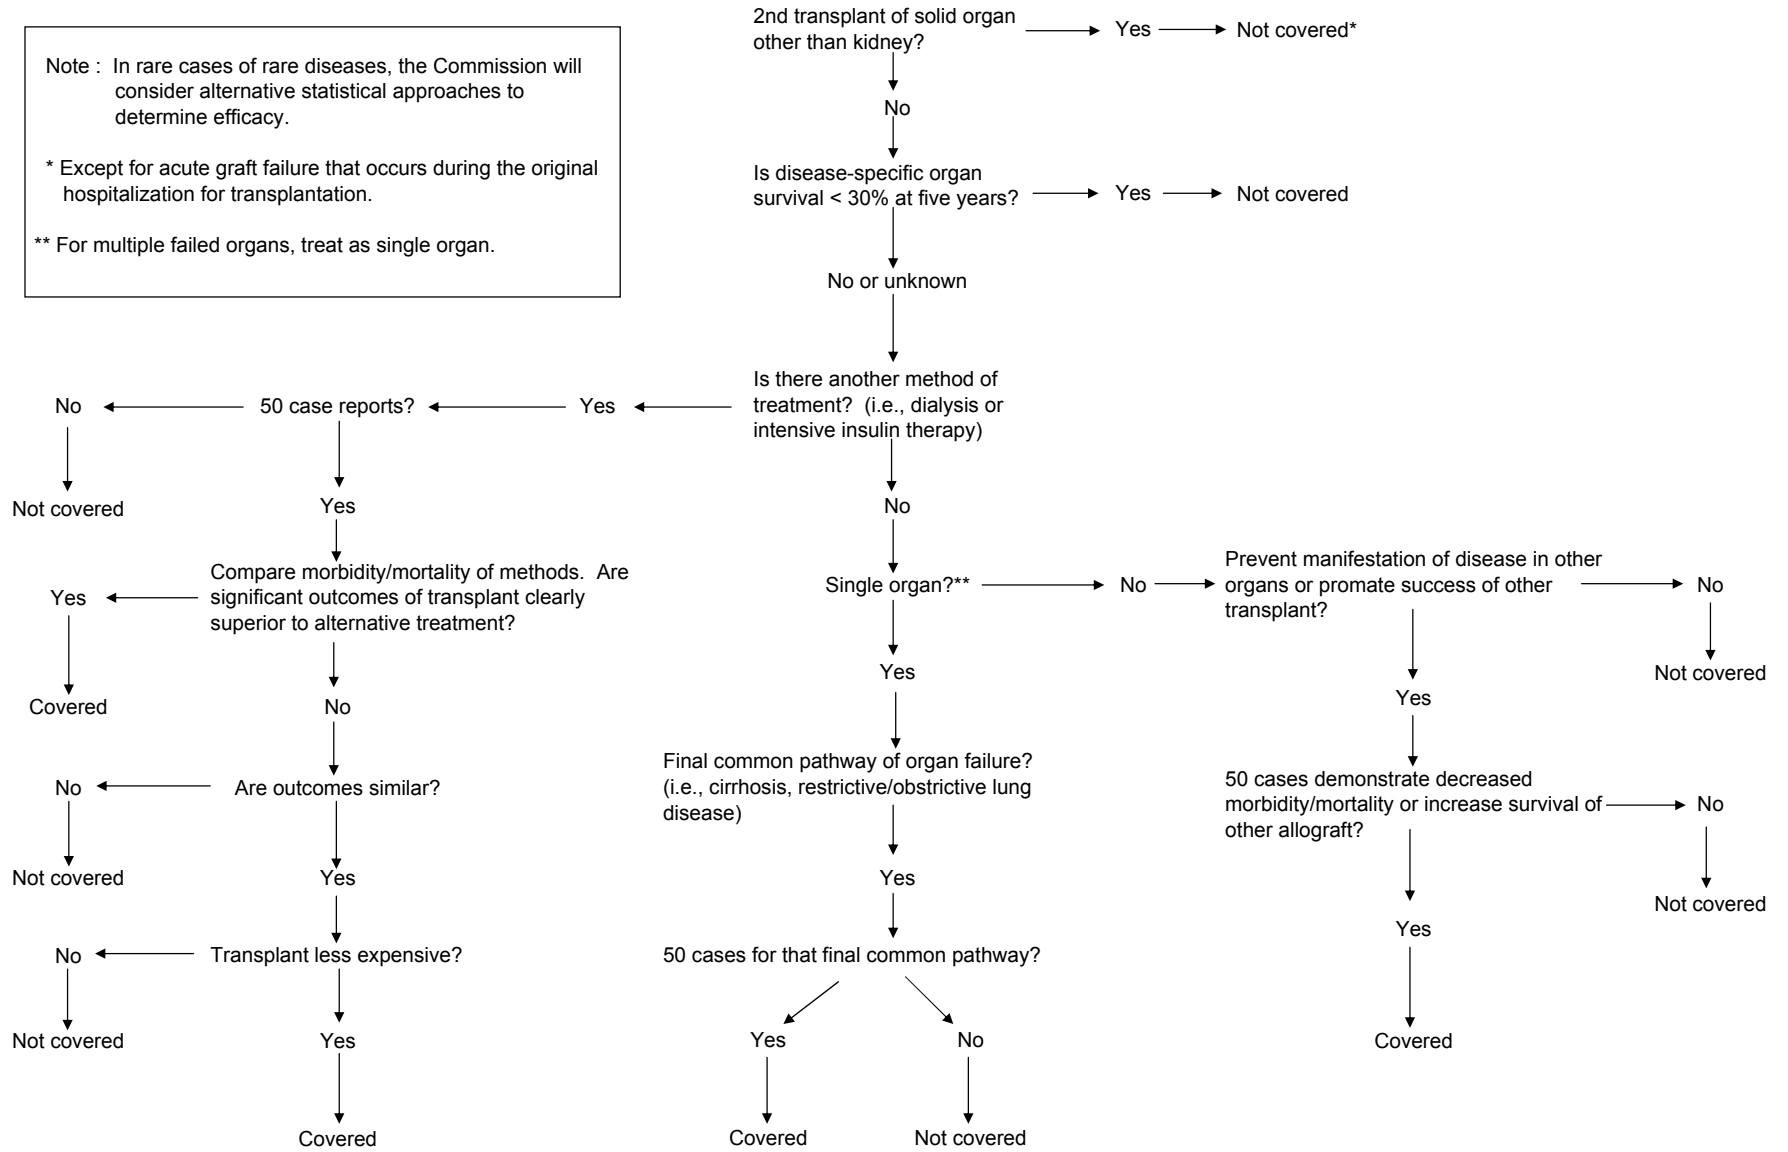 2nd transplant of solid organ
other than kidney?
Yes
Not covered*
Note : In rare cases of rare diseases, the Commission will
consider alternative statistical approaches to
determine efficacy.
* Except for acute graft failure that occurs during the original
hospitalization for transplantation.
** For multiple failed organs, treat as single organ.
No
Is disease-specific organ
survival < 30% at five years?
Yes
Not covered
No or unknown
Is there another method of
treatment? (i.e., dialysis or
intensive insulin therapy)
Yes
50 case reports?
No
Not covered
Yes
No
Compare morbidity/mortality of methods. Are
significant outcomes of transplant clearly
superior to alternative treatment?
Yes
Covered
No
Are outcomes similar?
No
Not covered
Yes
Transplant less expensive?
No
Not covered
Yes
Covered
Single organ?**
No
Prevent manifestation of disease in other
organs or promate success of other
transplant?
No
Not covered
Yes
50 cases demonstrate decreased
morbidity/mortality or increase survival of
other allograft?
No
Not covered
Yes
Covered
Yes
Final common pathway of organ failure?
(i.e., cirrhosis, restrictive/obstrictive lung
disease)
Yes
50 cases for that final common pathway?
Yes
No
Covered
Not covered